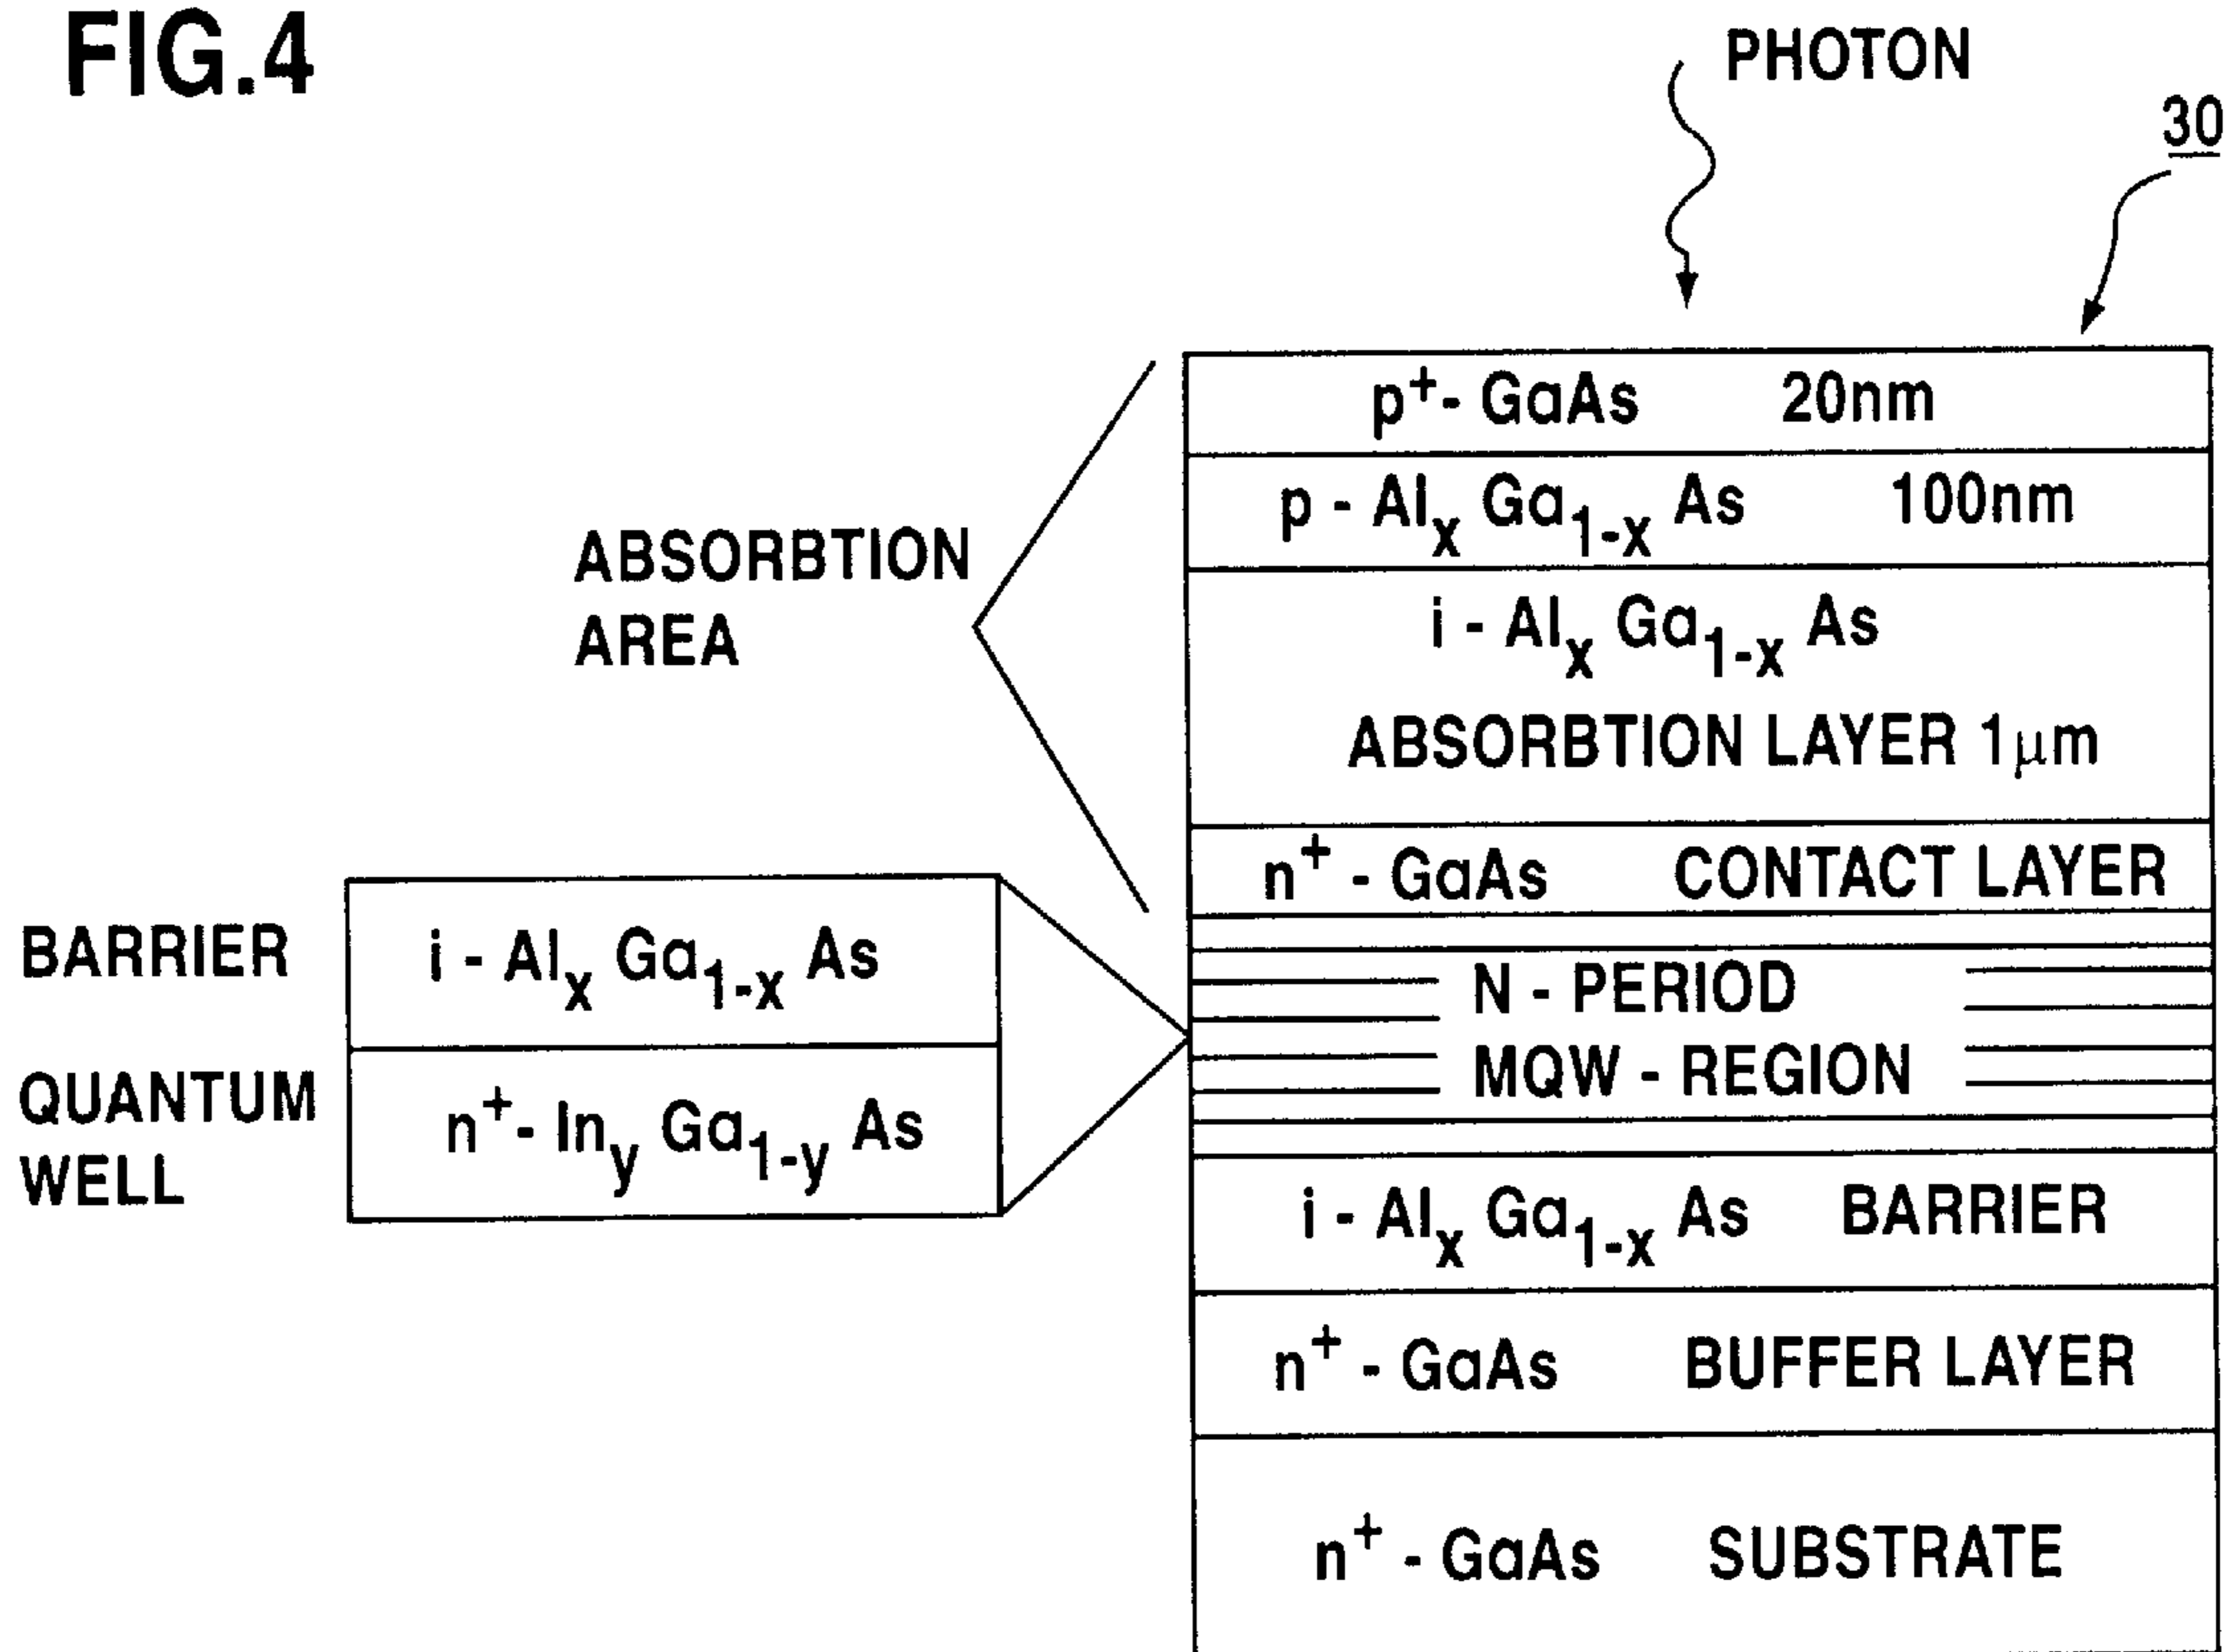 FIG.4
PHOTON
30
p⁺- GaAs 20nm
p - Alₓ Ga₁₋ₓ As 100nm
ABSORBTION
AREA
i - Alₓ Ga₁₋ₓ As
ABSORBTION LAYER 1μm
n⁺ - GaAs CONTACT LAYER
BARRIER
i - Alₓ Ga₁₋ₓ As
QUANTUM
WELL
n⁺- In_y Ga_1-y As
N - PERIOD
MQW - REGION
i - Alₓ Ga₁₋ₓ As BARRIER
n⁺ - GaAs BUFFER LAYER
n⁺ - GaAs SUBSTRATE